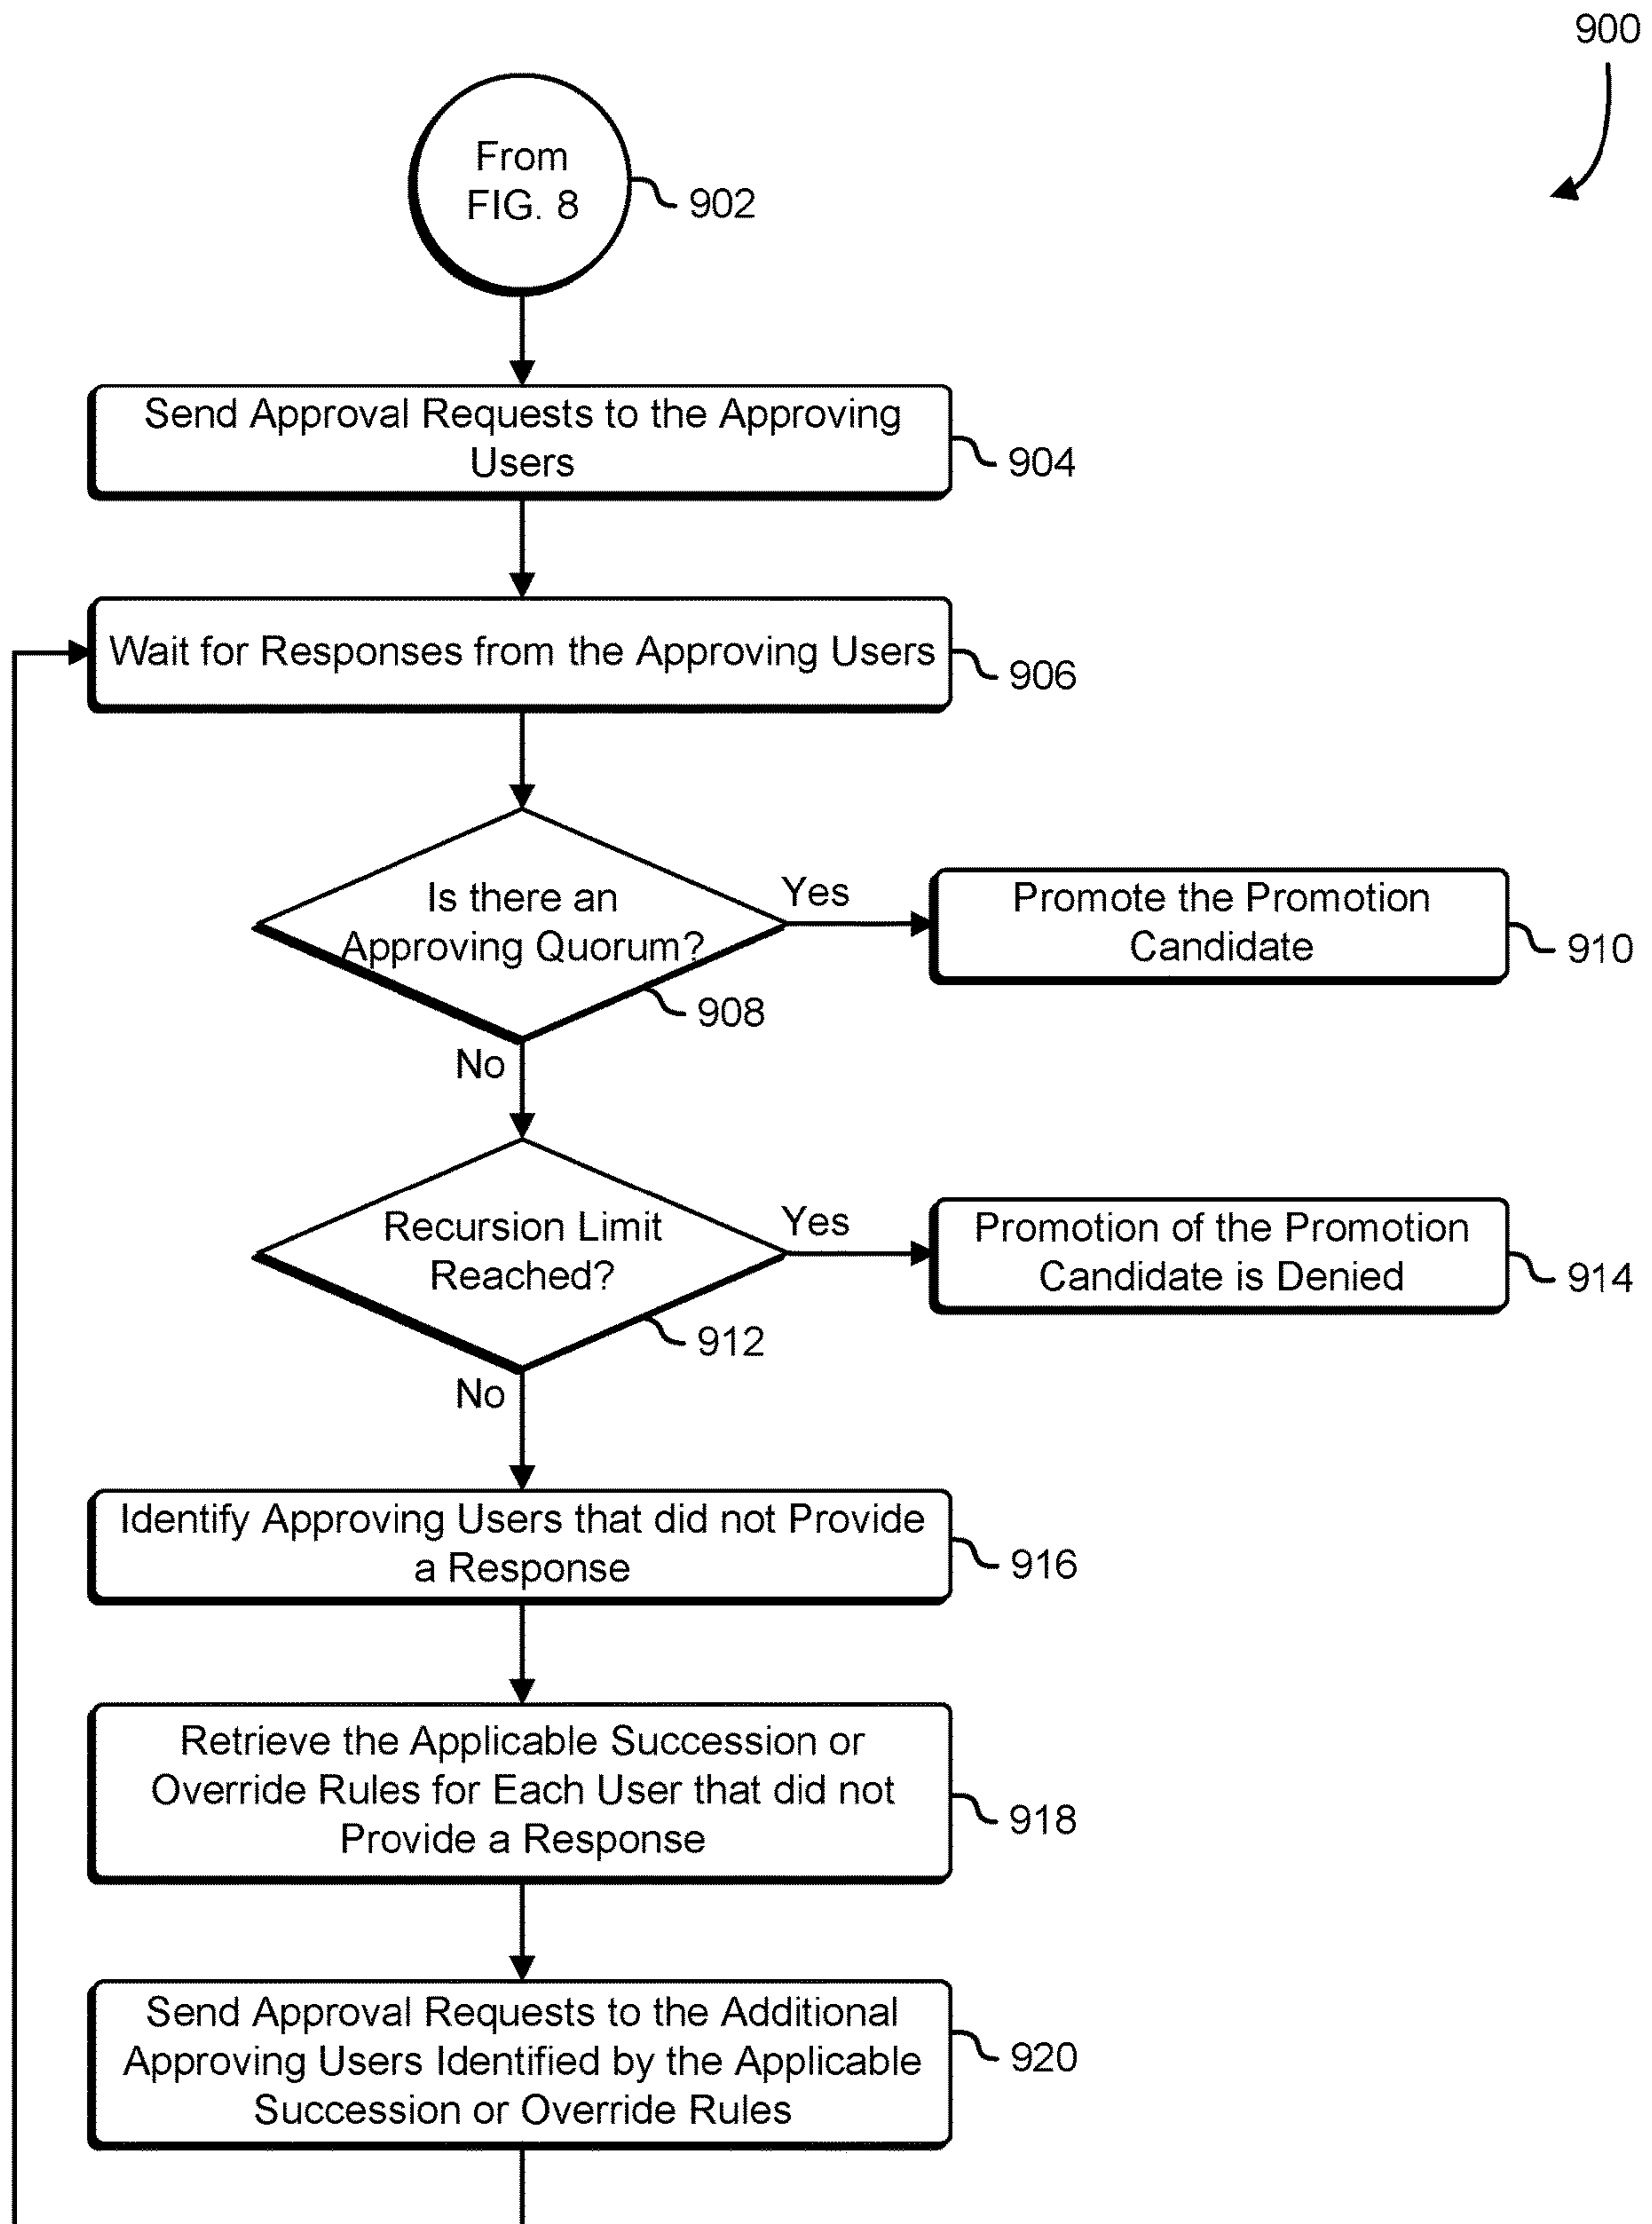 900
From
FIG. 8
902
Send Approval Requests to the Approving
Users
904
Wait for Responses from the Approving Users
906
Is there an
Approving Quorum?
908
Yes
Promote the Promotion
Candidate
910
No
Recursion Limit
Reached?
912
Yes
Promotion of the Promotion
Candidate is Denied
914
No
Identify Approving Users that did not Provide
a Response
916
Retrieve the Applicable Succession or
Override Rules for Each User that did not
Provide a Response
918
Send Approval Requests to the Additional
Approving Users Identified by the Applicable
Succession or Override Rules
920